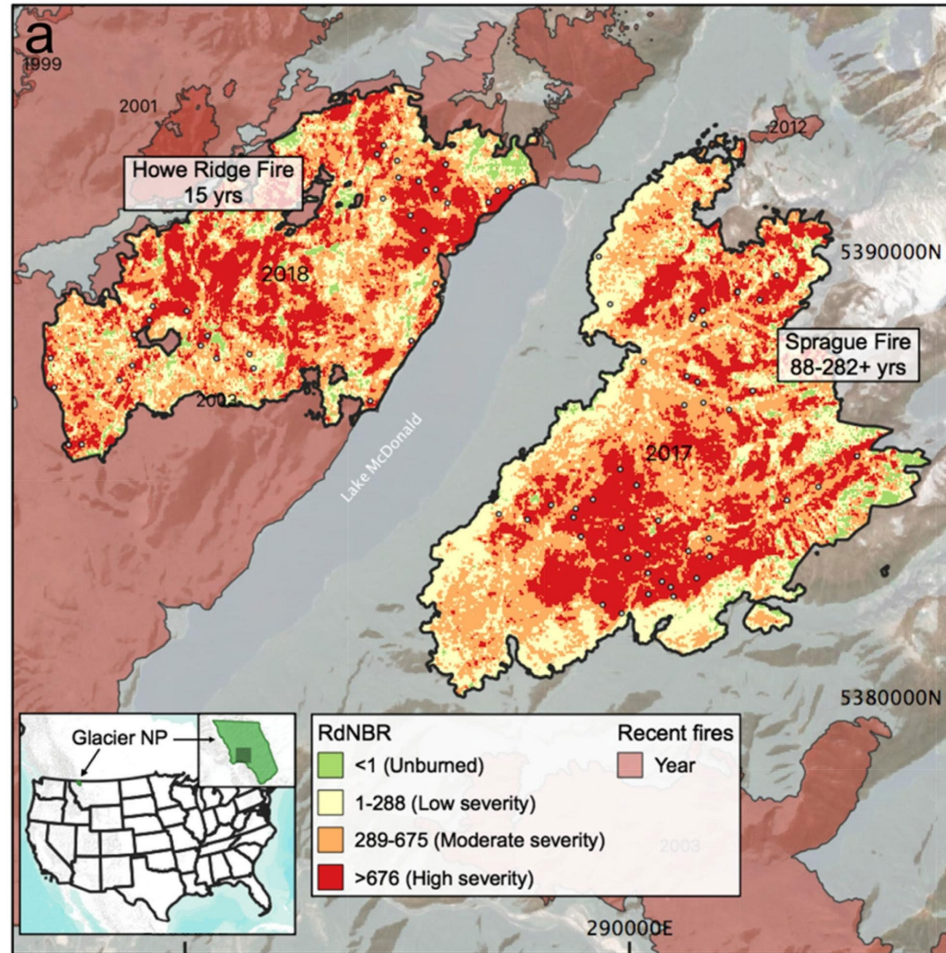 a
1999
2001
2012
Howe Ridge Fire
15 yrs
2018
5390000N
Sprague Fire
88-282+ yrs
2003
2017
Lake McDonald
5380000N
Glacier NP
RdNBR
<1 (Unburned)
1-288 (Low severity)
289-675 (Moderate severity)
>676 (High severity)
Recent fires
Year
2003
290000E